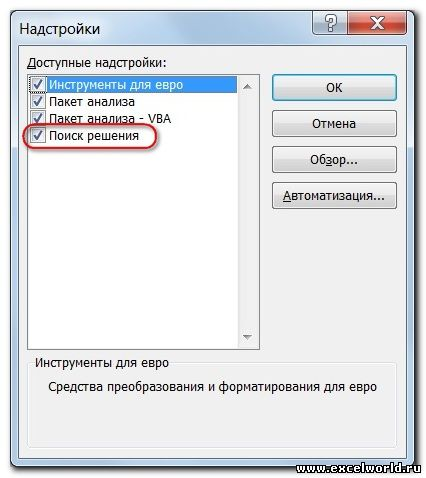 Надстройки
Доступные надстройки:
Инструменты для евро
Пакет анализа
Пакет анализа - VBA
Поиск решения
ОК
Отмена
Обзор...
Автоматизация...
Инструменты для евро
Средства преобразования и форматирования для евро
www.excelworld.ru